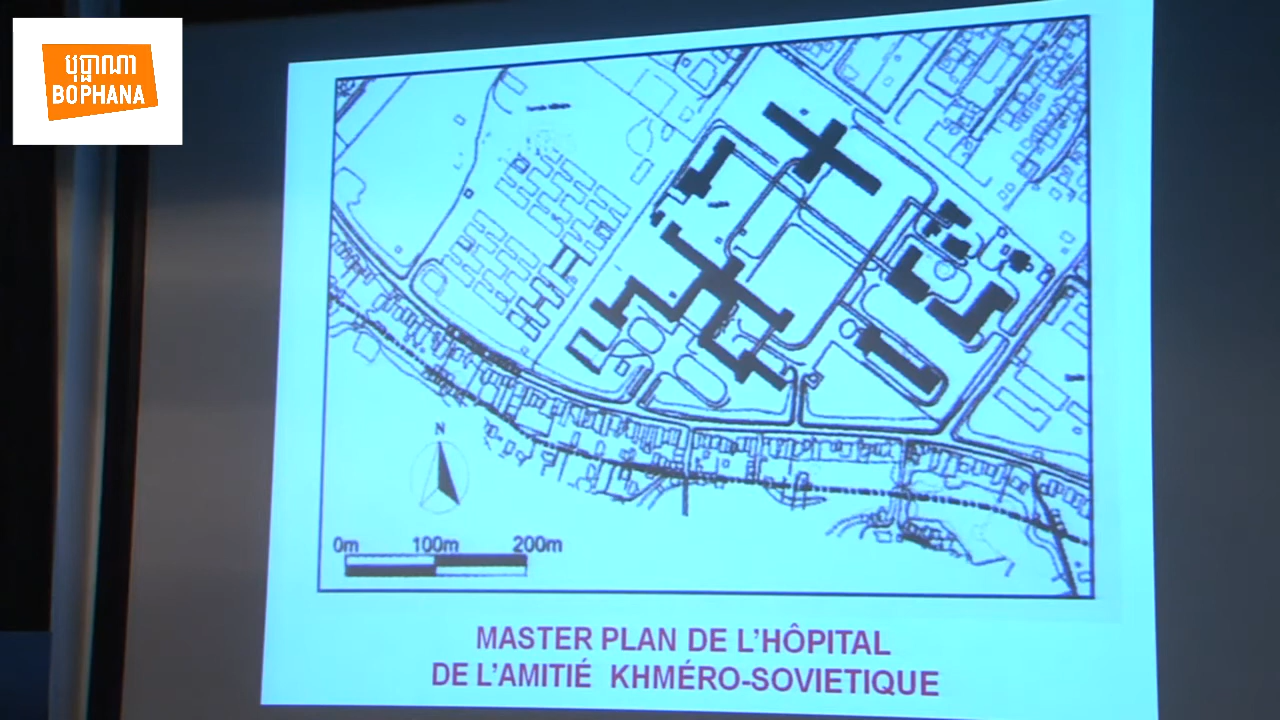 បុប្ផាណា
BOPHANA
N
0m 100m 200m
MASTER PLAN DE L'HÔPITAL
DE L'AMITIÉ KHMÉRO-SOVIETIQUE